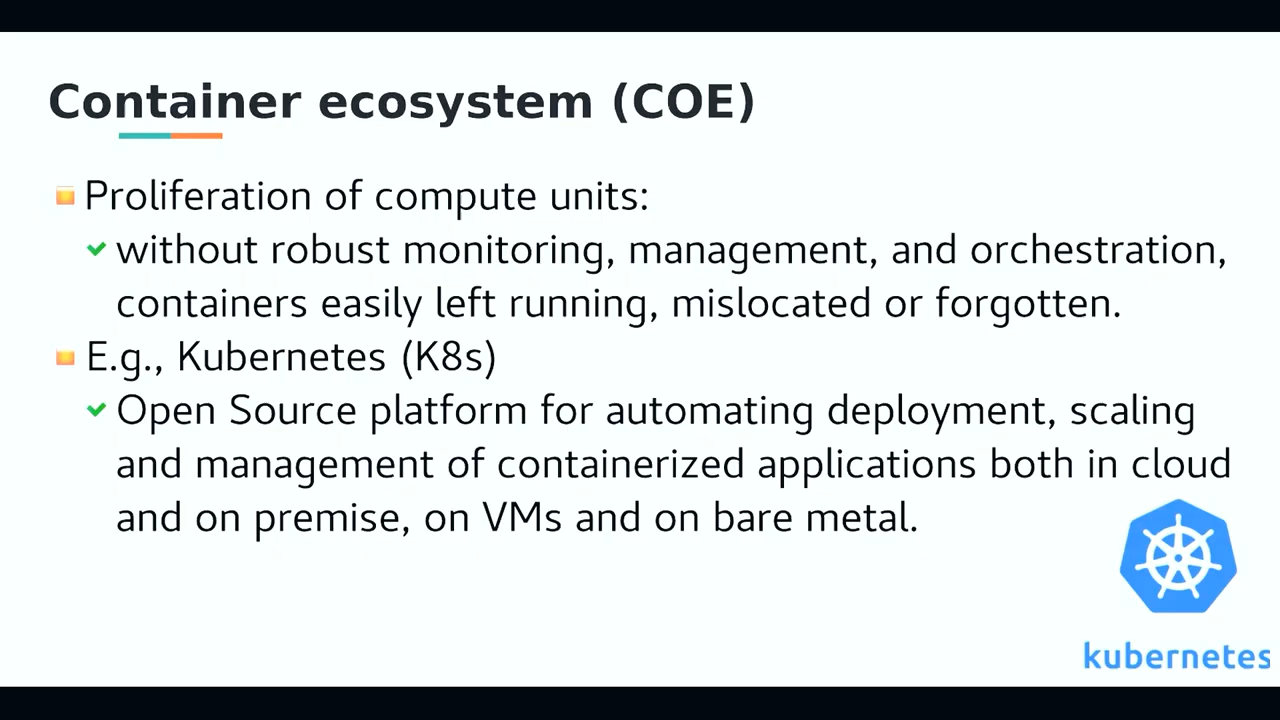 Container ecosystem (COE)
Proliferation of compute units:
without robust monitoring, management, and orchestration,
containers easily left running, mislocated or forgotten.
E.g., Kubernetes (K8s)
Open Source platform for automating deployment, scaling
and management of containerized applications both in cloud
and on premise, on VMs and on bare metal.
kubernetes